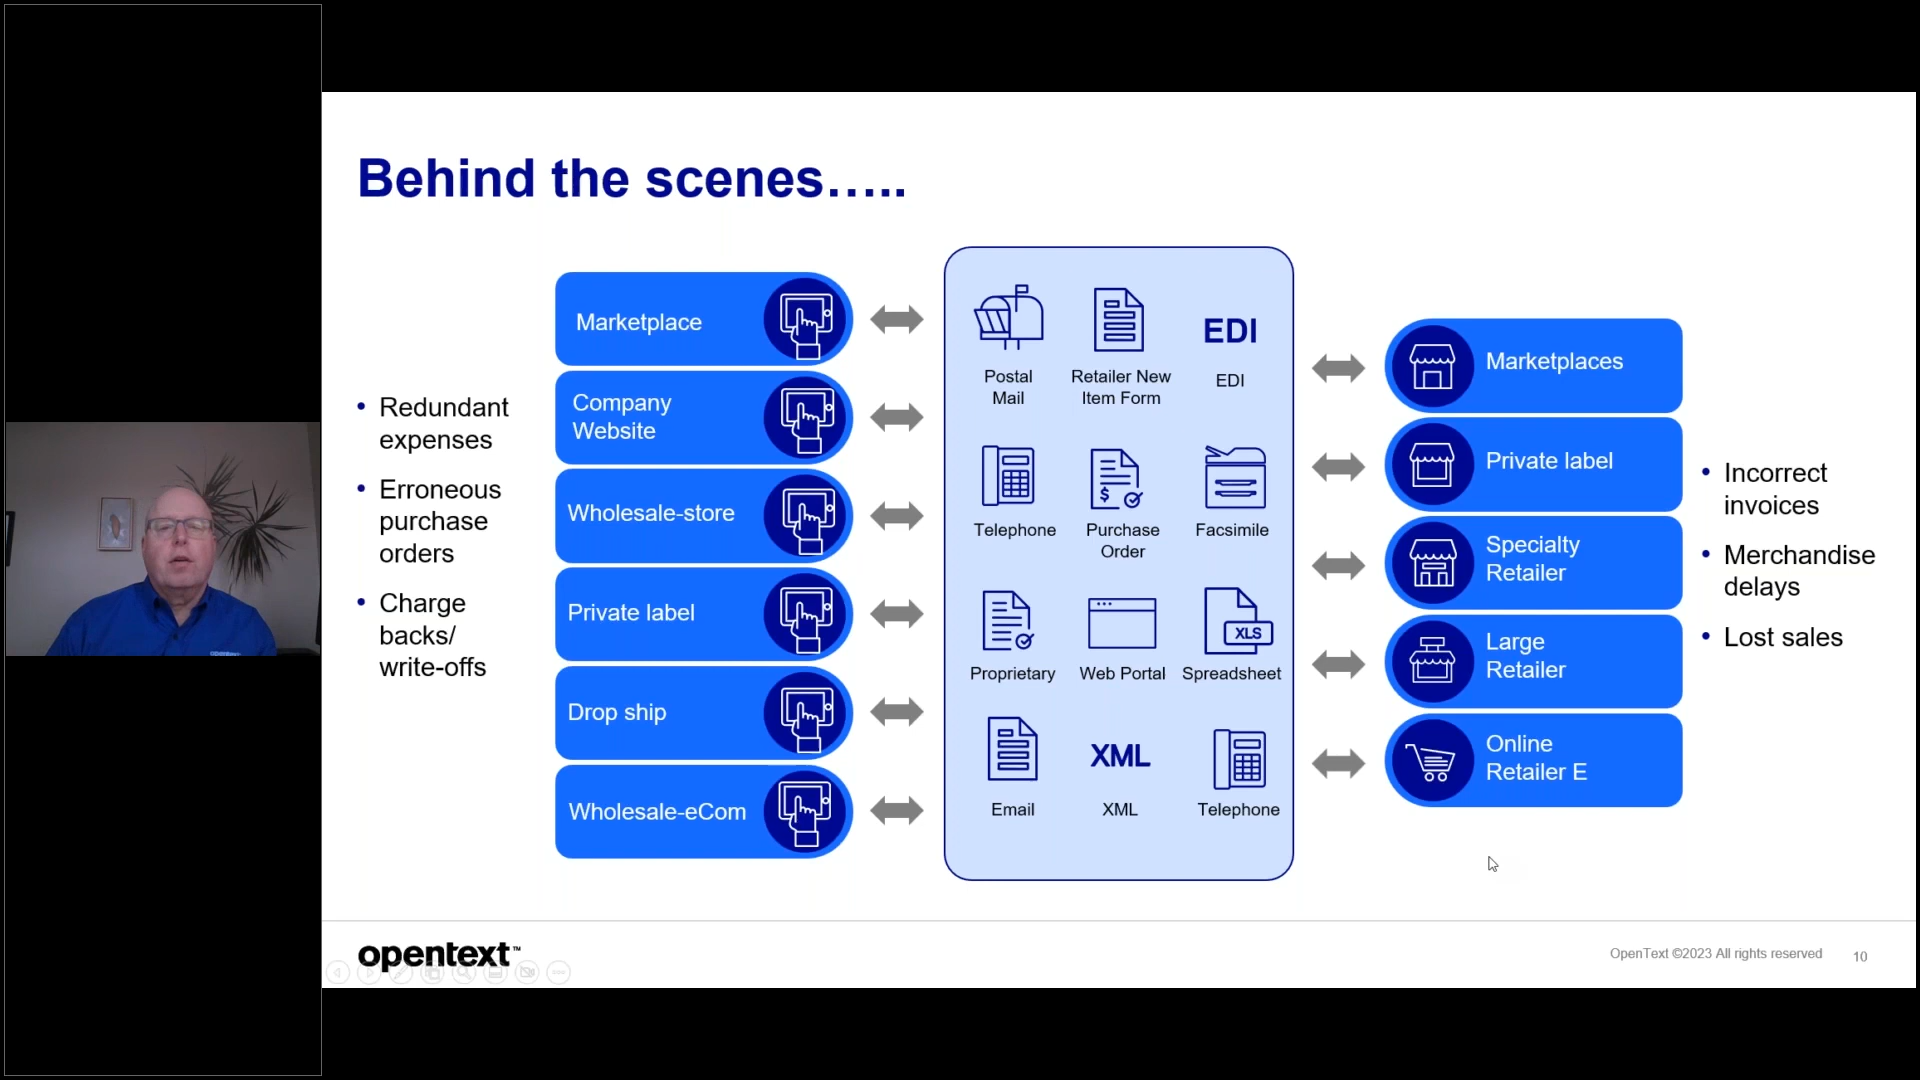 Behind the scenes…..
• Redundant
expenses
• Erroneous
purchase
orders
• Charge
backs/
write-offs
Marketplace
Company
Website
Wholesale-store
Private label
Drop ship
Wholesale-eCom
Postal
Mail
Retailer New
Item Form
EDI
EDI
Telephone
$
Purchase
Order
Facsimile
Proprietary
Web Portal
XLS
Spreadsheet
Email
XML
XML
Telephone
Marketplaces
Private label
Specialty
Retailer
Large
Retailer
Online
Retailer E
• Incorrect
invoices
• Merchandise
delays
• Lost sales
opentext™
OpenText ©2023 All rights reserved
10